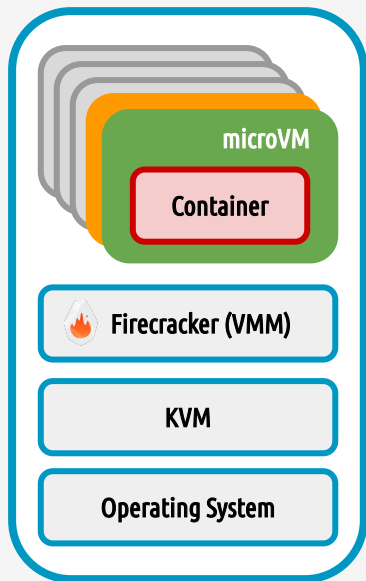 microVM
Container
Firecracker (VMM)
KVM
Operating System